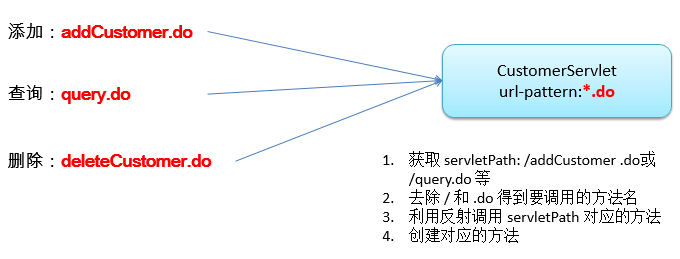 添加：addCustomer.do
查询：query.do
删除：deleteCustomer.do
CustomerServlet
url-pattern:*.do
1. 获取 servletPath: /addCustomer .do或
/query.do 等
2. 去除 / 和 .do 得到要调用的方法名
3. 利用反射调用 servletPath 对应的方法
4. 创建对应的方法